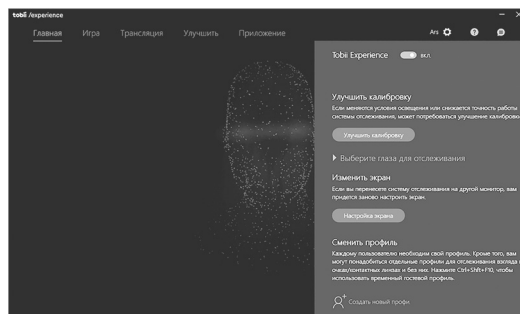 tobii /experience
Главная Игра Трансляция Улучшить Приложение Ars
Tobii Experience вкл.
Улучшить калибровку
Если меняются условия освещения или снижается точность работы
системы отслеживания, может потребоваться улучшение калибровки
Улучшить калибровку
Выберите глаза для отслеживания
Изменить экран
Если вы перенесете систему отслеживания на другой монитор, вам
придется заново настроить экран.
Настройка экрана
Сменить профиль
Каждому пользователю необходим свой профиль. Кроме того, вам
могут понадобиться отдельные профили для отслеживания взгляда в
очках/контактных линзах и без них. Нажмите Ctrl+Shift+F10, чтобы
использовать временный гостевой профиль.
Создать новый профи